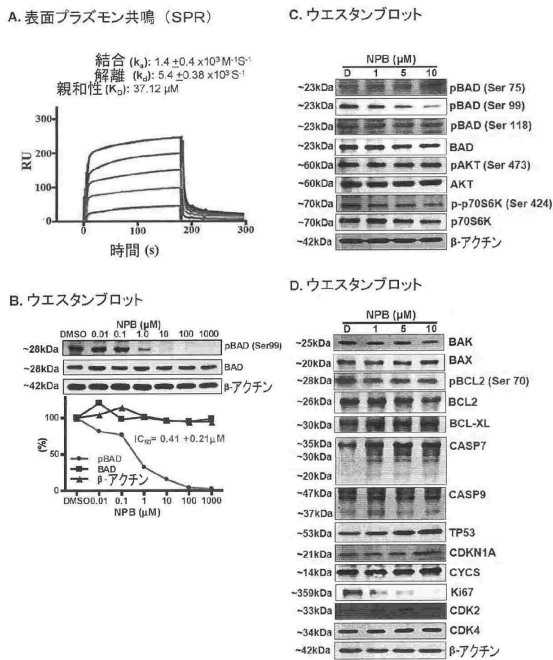 A. 表面プラズモン共鳴（SPR）
結合 (ka): 1.4 ±0.4 x10³ M⁻¹S⁻¹
解離 (kd): 5.4 ±0.38 x10³ S⁻¹
親和性(KD): 37.12 µM
RU
300
200
100
0
0
100
200
300
時間 (s)
B. ウエスタンブロット
NPB (µM)
DMSO 0.01 0.1 1.0 10 100 1000
~28kDa pBAD (Ser99)
~28kDa BAD
~42kDa β-アクチン
(%)
100
50
0
IC50= 0.41 +0.21µM
pBAD
BAD
β-アクチン
DMSO 0.01 0.1 1 10 100 1000
NPB (µM)
C. ウエスタンブロット
NPB (µM)
D 1 5 10
~23kDa pBAD (Ser 75)
~23kDa pBAD (Ser 99)
~23kDa pBAD (Ser 118)
~23kDa BAD
~60kDa pAKT (Ser 473)
~60kDa AKT
~70kDa p-p70S6K (Ser 424)
~70kDa p70S6K
~42kDa β-アクチン
D. ウエスタンブロット
NPB (µM)
D 1 5 10
~25kDa BAK
~20kDa BAX
~28kDa pBCL2 (Ser 70)
~26kDa BCL2
~30kDa BCL-XL
~35kDa CASP7
~30kDa
~20kDa
~47kDa CASP9
~37kDa
~53kDa TP53
~21kDa CDKN1A
~14kDa CYCS
~359kDa Ki67
~33kDa CDK2
~34kDa CDK4
~42kDa β-アクチン